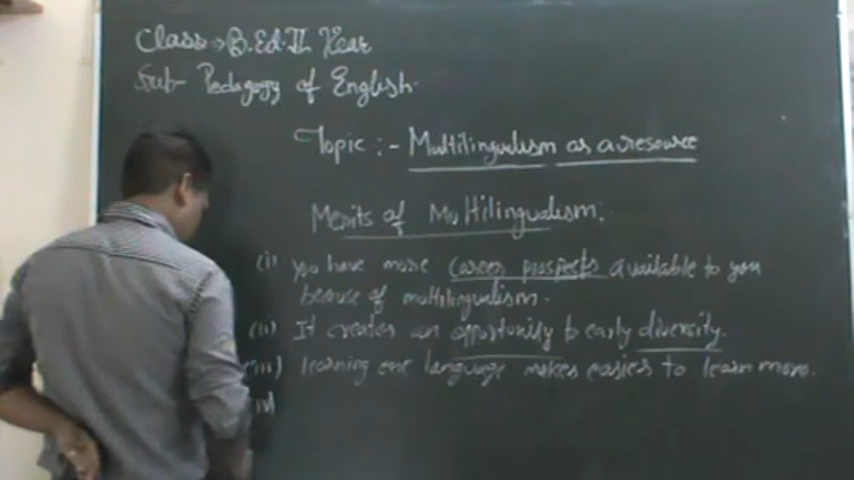 Class → B.Ed. II Year
Sub- Pedagogy of English.
Topic :- Multilingualism as a resource
Merits of Multilingualism:
(i) you have more career prospects available to you
because of multilingualism.
(ii) It creates an opportunity to early diversity.
(iii) learning one language makes easier to learn more.
(iv)